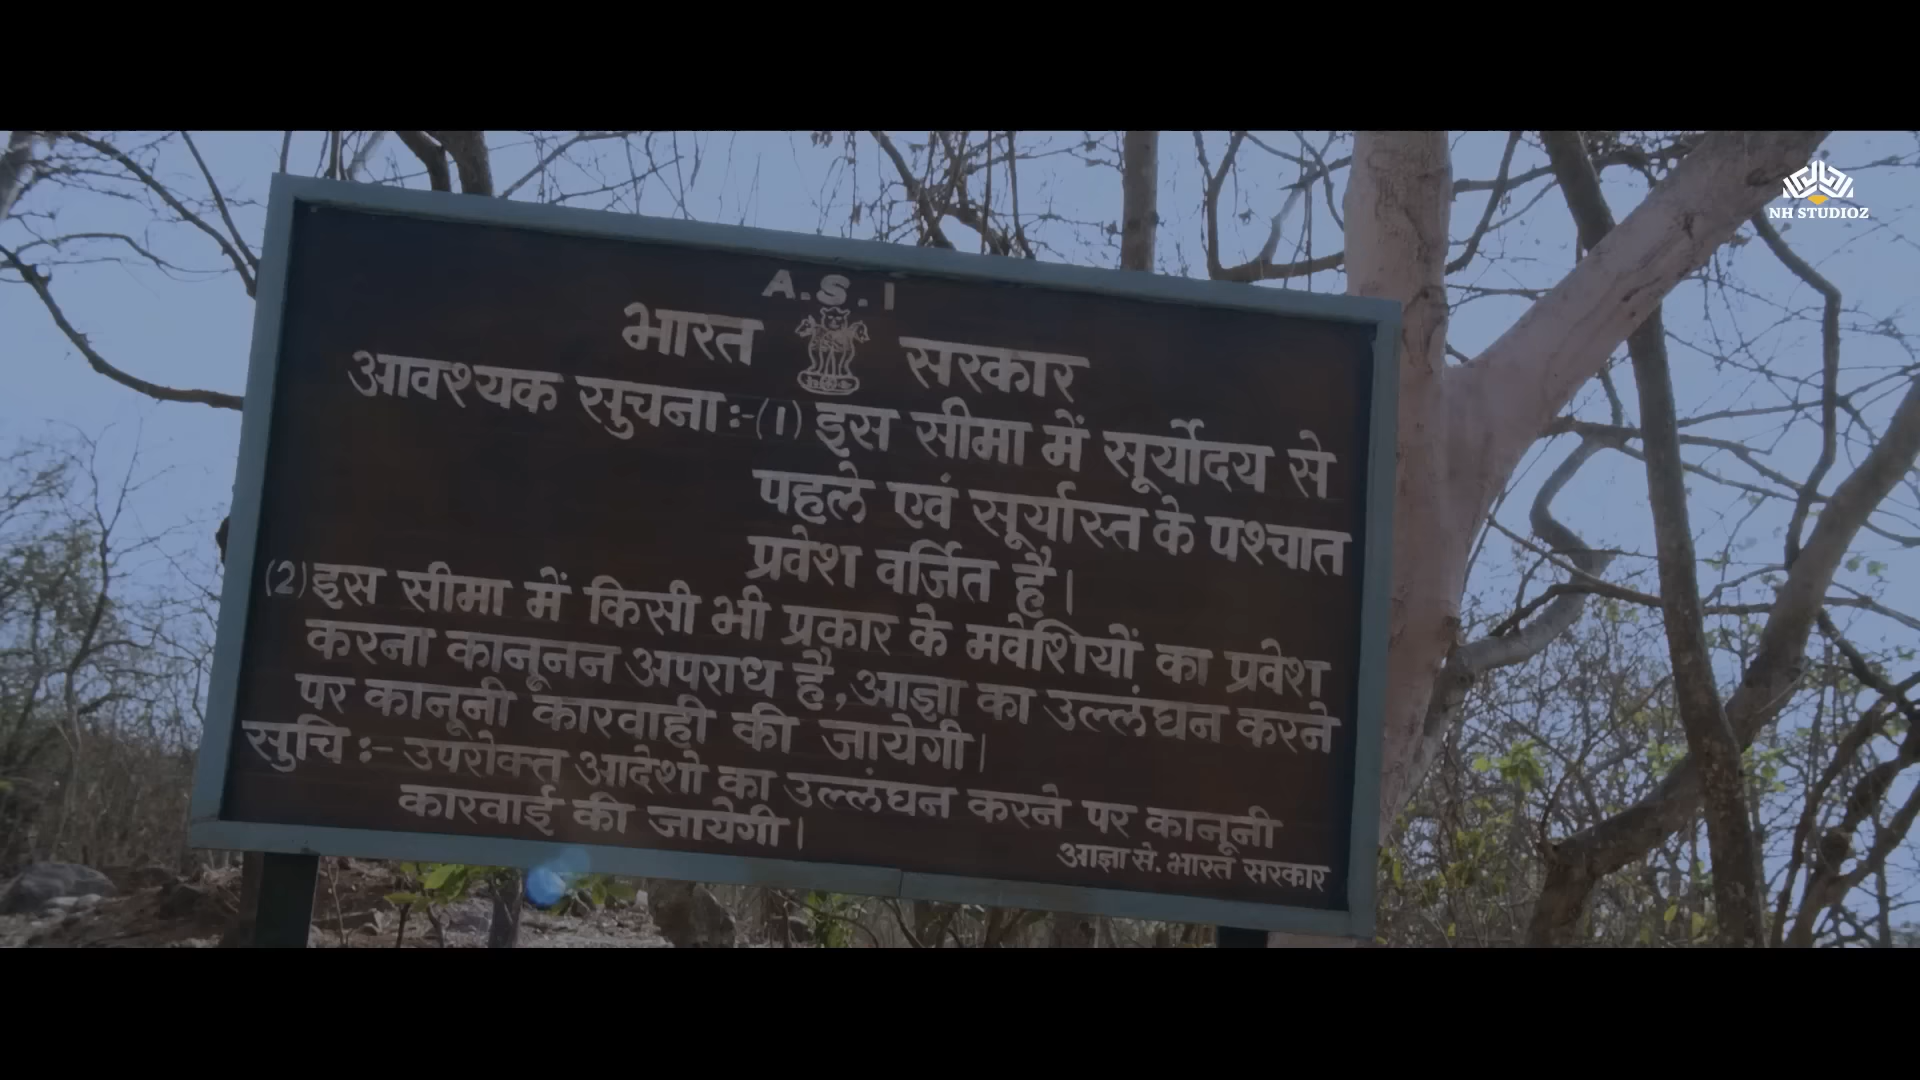 A.S.I
भारत सरकार
आवश्यक सुचना:-(1) इस सीमा में सूर्योदय से
पहले एवं सूर्यास्त के पश्चात
प्रवेश वर्जित है।
(2) इस सीमा में किसी भी प्रकार के मवेशियों का प्रवेश
करना कानूनन अपराध है, आज्ञा का उल्लंघन करने
पर कानूनी कारवाही की जायेगी।
सुचि :- उपरोक्त आदेशो का उल्लंघन करने पर कानूनी
कारवाई की जायेगी।
आज्ञा से. भारत सरकार
NH STUDIOZ